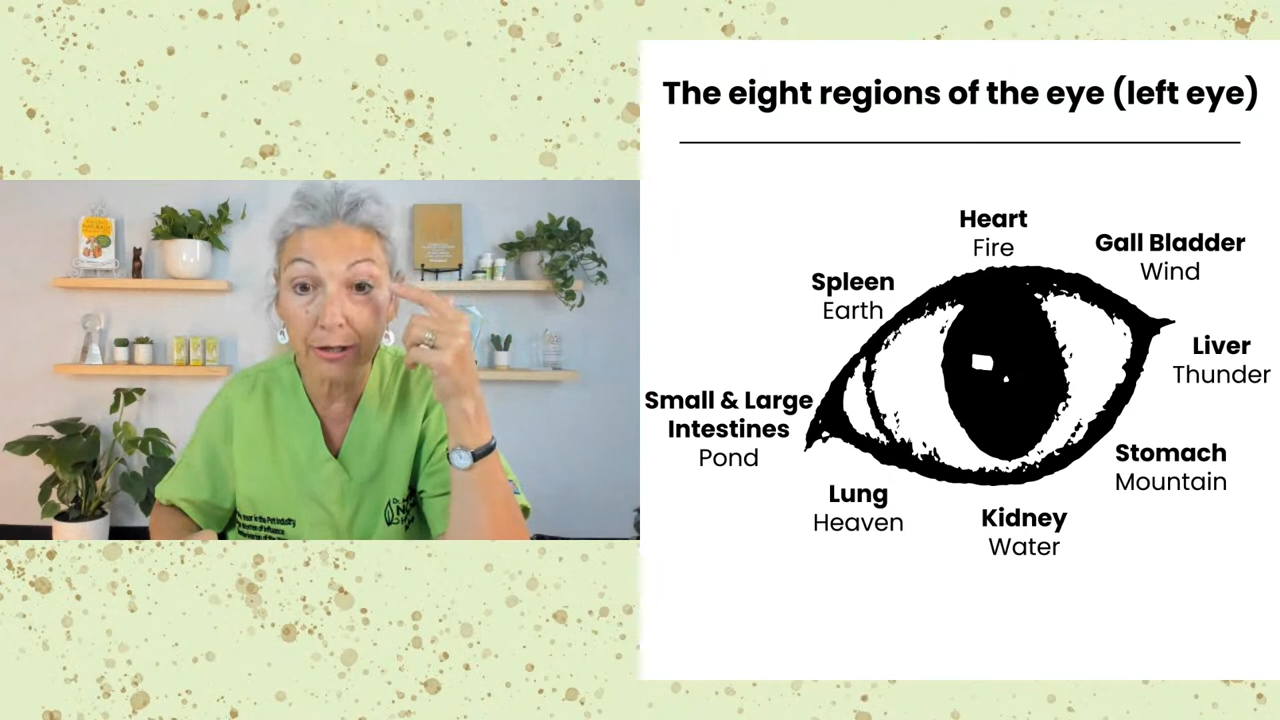 The eight regions of the eye (left eye)
Heart
Fire
Gall Bladder
Wind
Spleen
Earth
Liver
Thunder
Small & Large
Intestines
Pond
Stomach
Mountain
Lung
Heaven
Kidney
Water